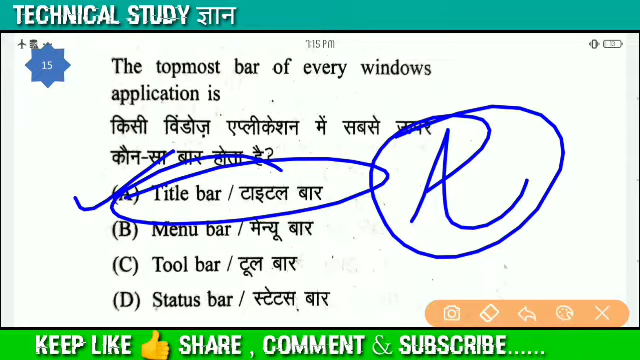 TECHNICAL STUDY ज्ञान
7:15 PM
13
15
The topmost bar of every windows
application is
किसी विंडोज़ एप्लीकेशन में सबसे ऊपर
कौन-सा बार होता है?
(A) Title bar / टाइटल बार
(B) Menu bar / मेन्यू बार
(C) Tool bar / टूल बार
(D) Status bar / स्टेटस बार
A
KEEP LIKE 👍 SHARE , COMMENT & SUBSCRIBE......